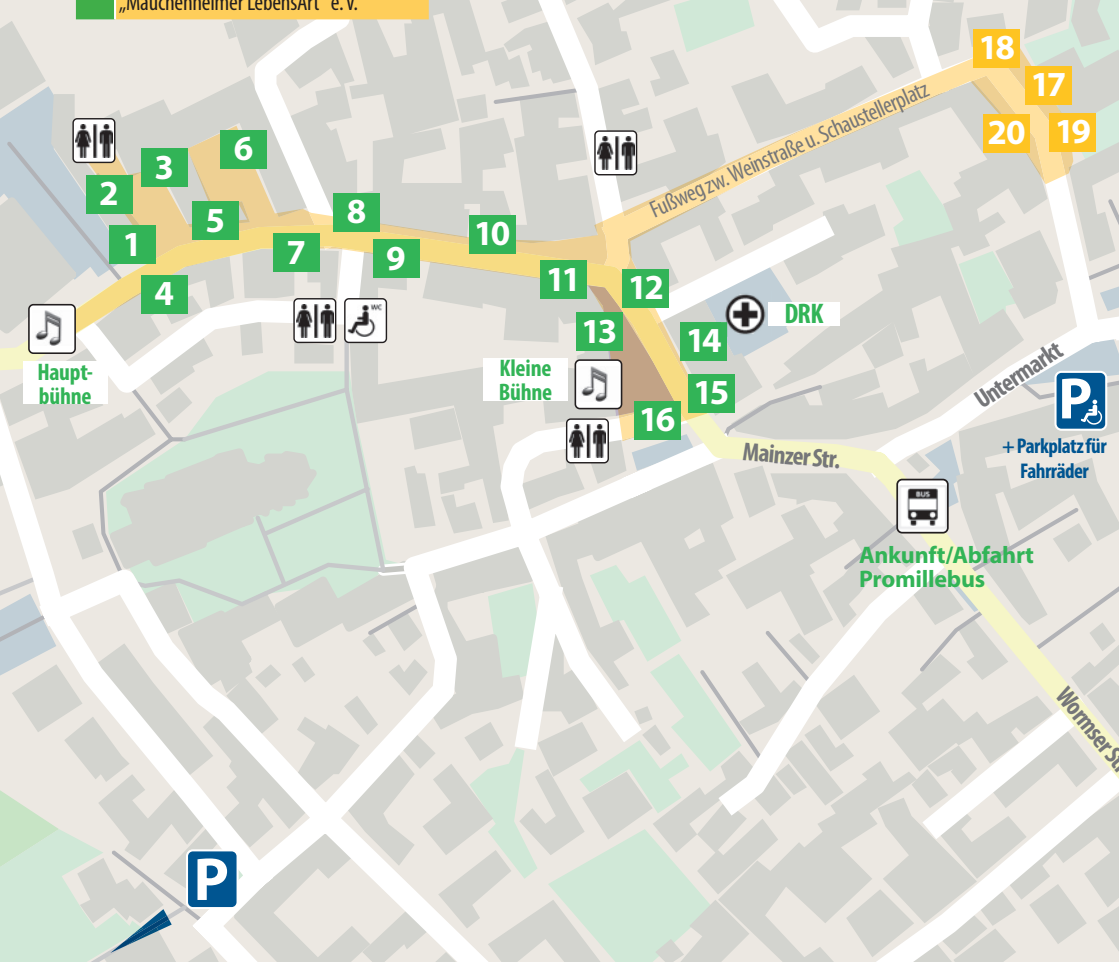 „Mauchenheimer LebensArt“ e. V.
18
17
20
19
Fußweg zw. Weinstraße u. Schaustellerplatz
6
3
2
5
8
1
7
10
9
4
11
12
13
14
DRK
WC
Haupt-
bühne
Kleine
Bühne
15
16
Untermarkt
P
+ Parkplatz für
Fahrräder
Mainzer Str.
BUS
Ankunft/Abfahrt
Promillebus
Wormser Str
P